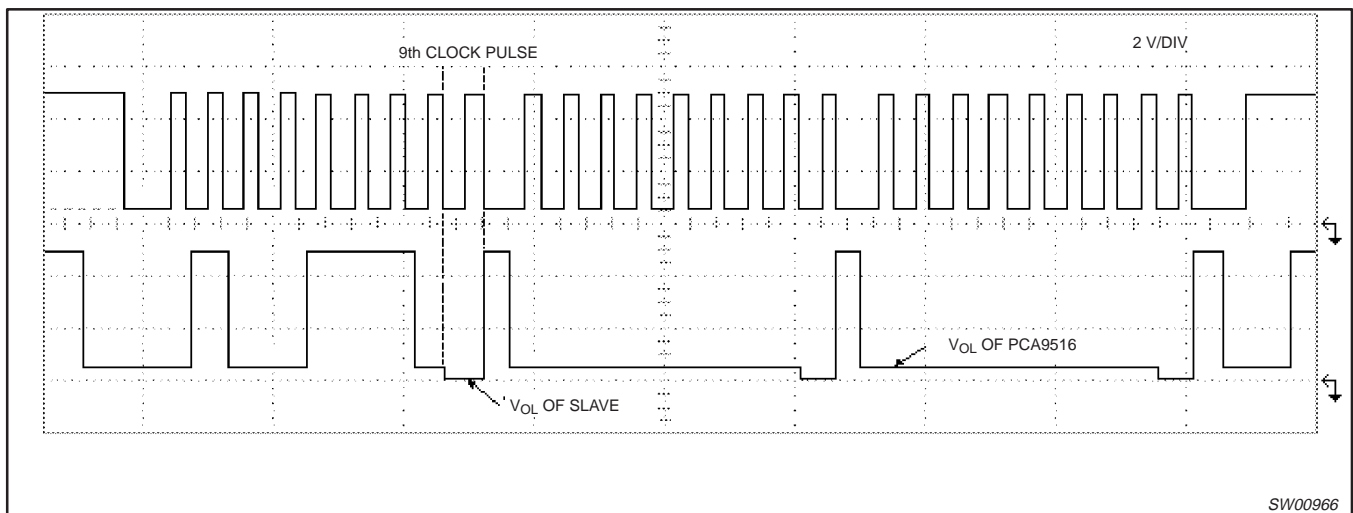 9th CLOCK PULSE
2 V/DIV
VOL OF PCA9516
VOL OF SLAVE
SW00966